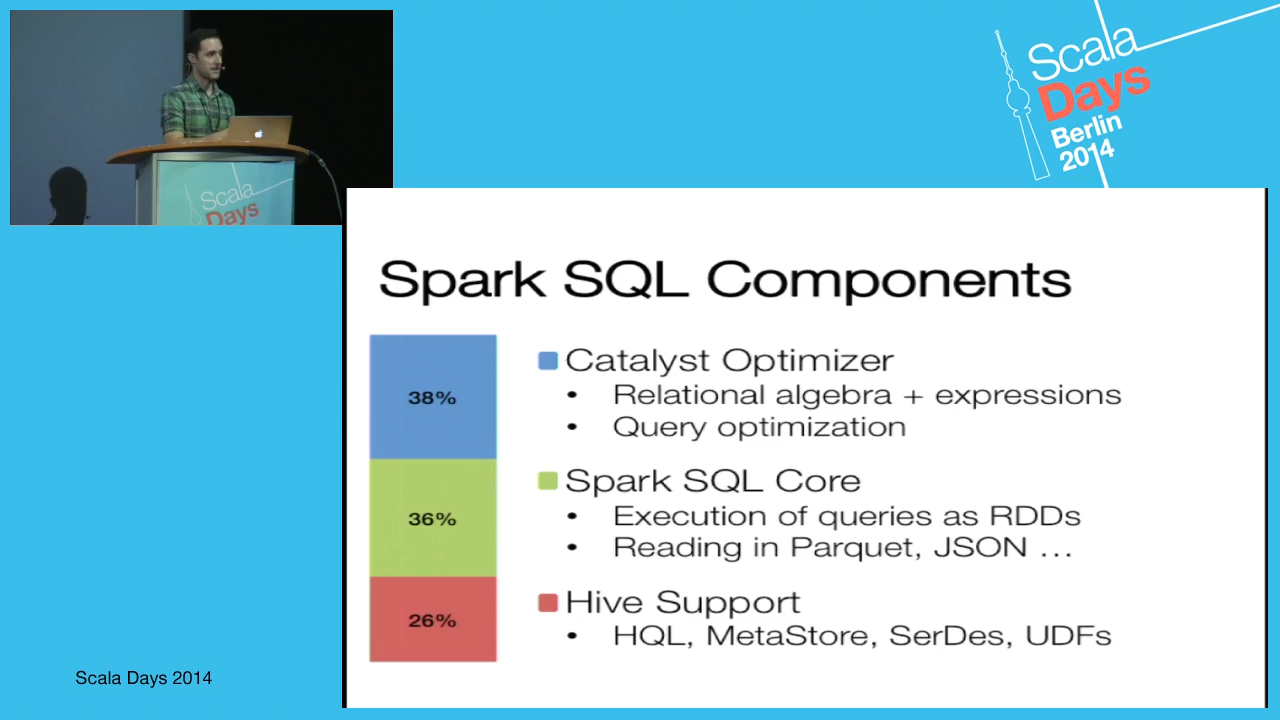 Scala
Days
Berlin
2014
Scala
Days
Spark SQL Components
38%
Catalyst Optimizer
• Relational algebra + expressions
• Query optimization
36%
Spark SQL Core
• Execution of queries as RDDs
• Reading in Parquet, JSON …
26%
Hive Support
• HQL, MetaStore, SerDes, UDFs
Scala Days 2014